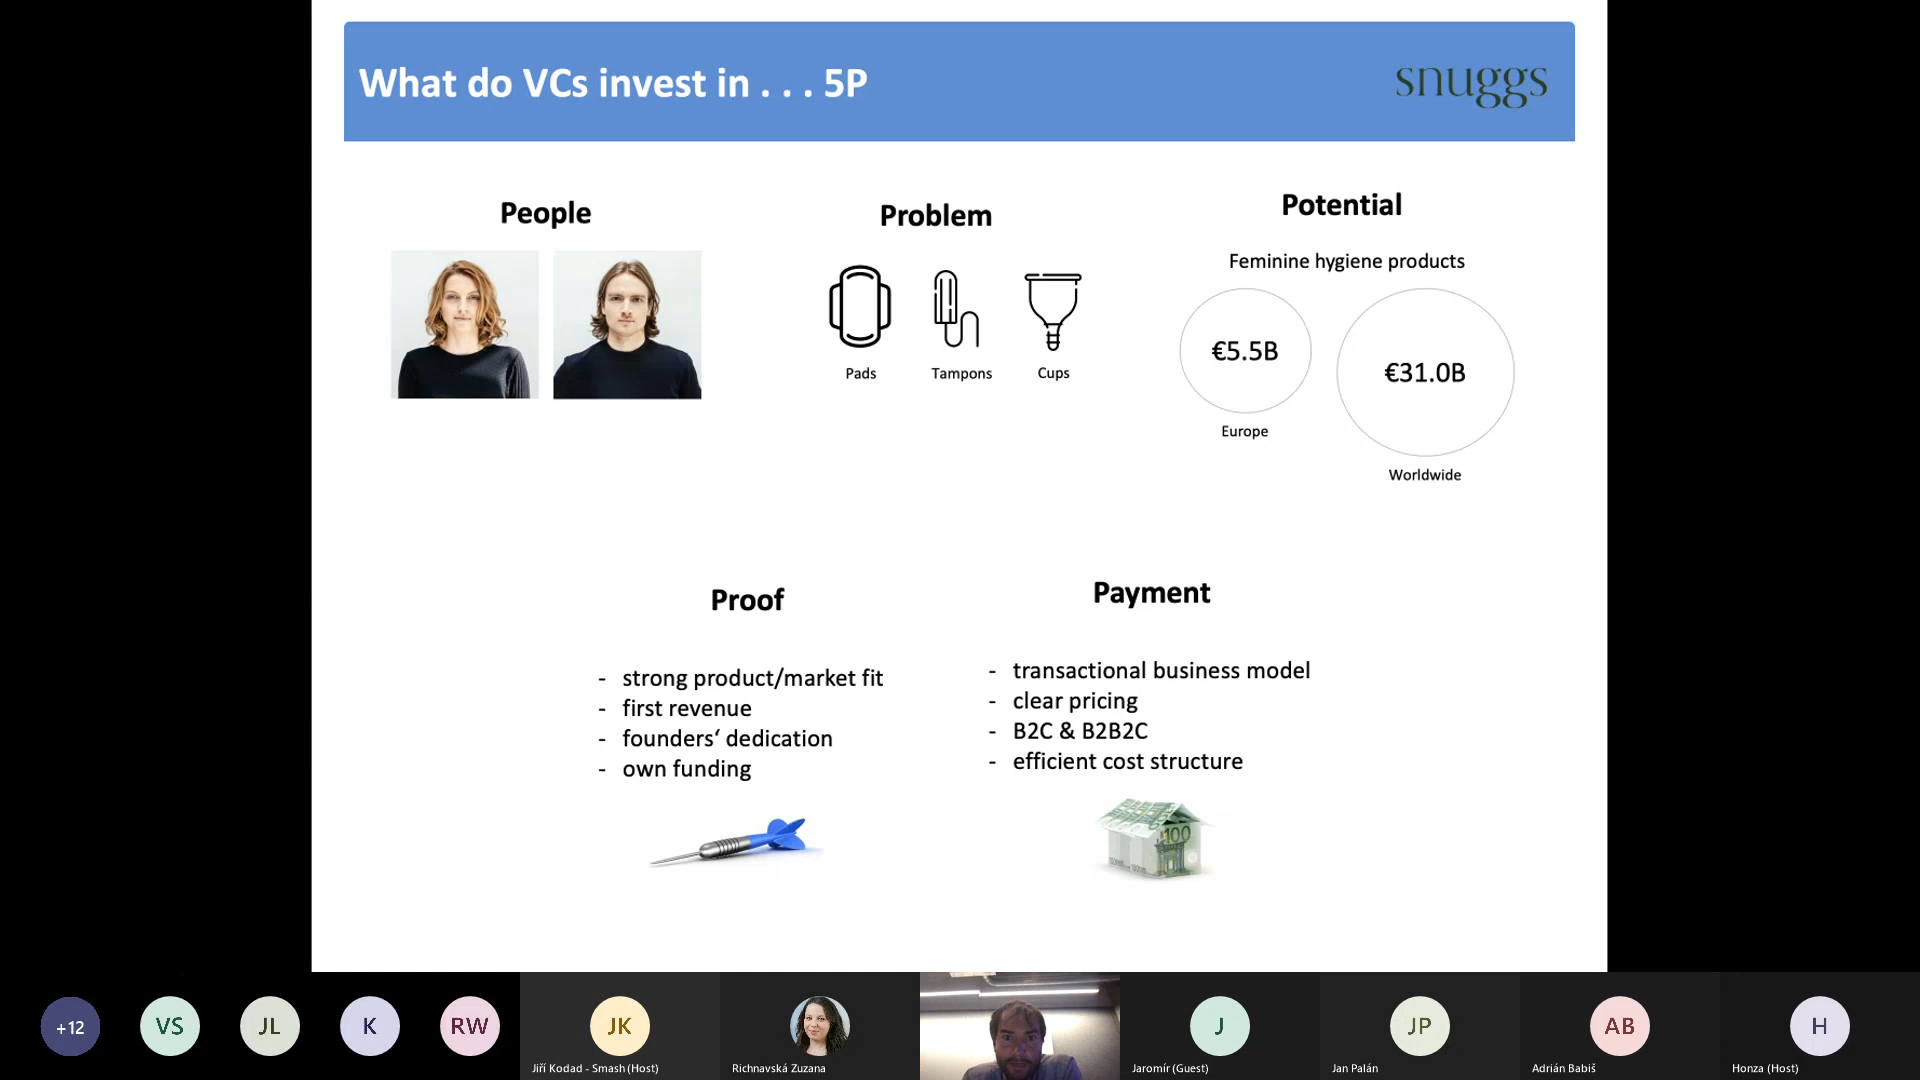 What do VCs invest in . . . 5P
snuggs
People
Problem
Potential
Feminine hygiene products
Pads
Tampons
Cups
€5.5B
€31.0B
Europe
Worldwide
Proof
- strong product/market fit
- first revenue
- founders‘ dedication
- own funding
Payment
- transactional business model
- clear pricing
- B2C & B2B2C
- efficient cost structure
100
+12
VS
JL
K
RW
JK
J
JP
AB
H
Jiří Kodad - Smash (Host)
Richnavská Zuzana
Jaromír (Guest)
Jan Palán
Adrián Babiš
Honza (Host)